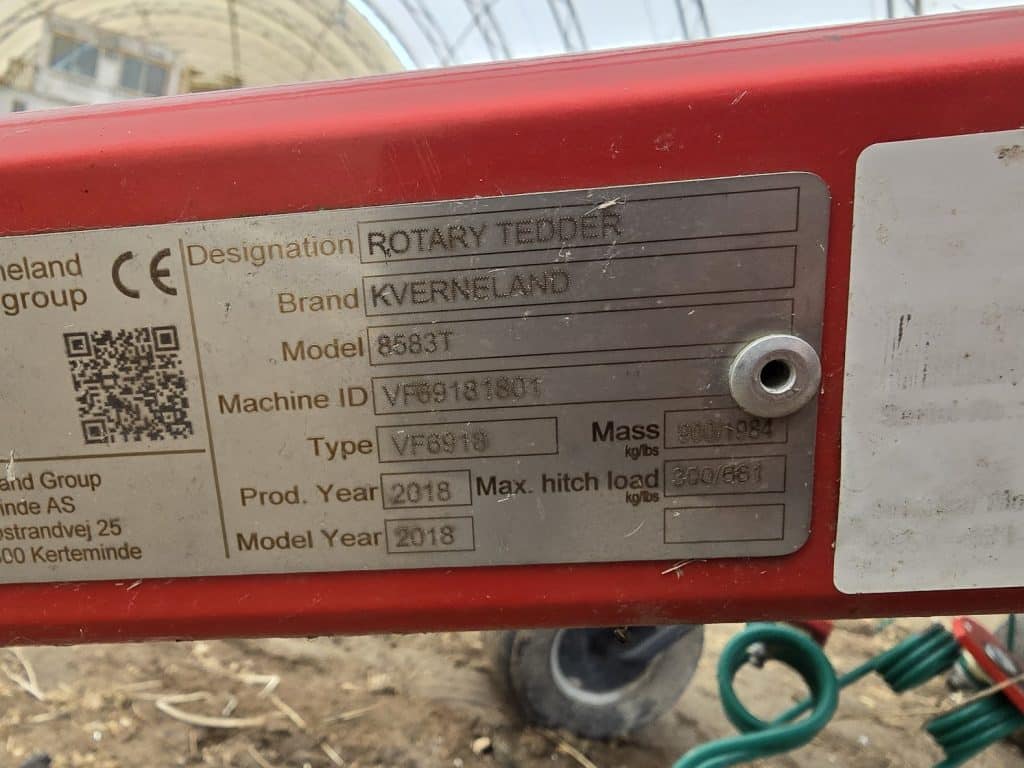 neland
group
CE
Designation ROTARY TEDDER
Brand KVERNELAND
Model 8583T
Machine ID VF69181801
Type VF6918
Mass kg/lbs 900/1984
Prod. Year 2018
Max. hitch load kg/lbs 300/661
Model Year 2018
and Group
inde AS
strandvej 25
00 Kerteminde